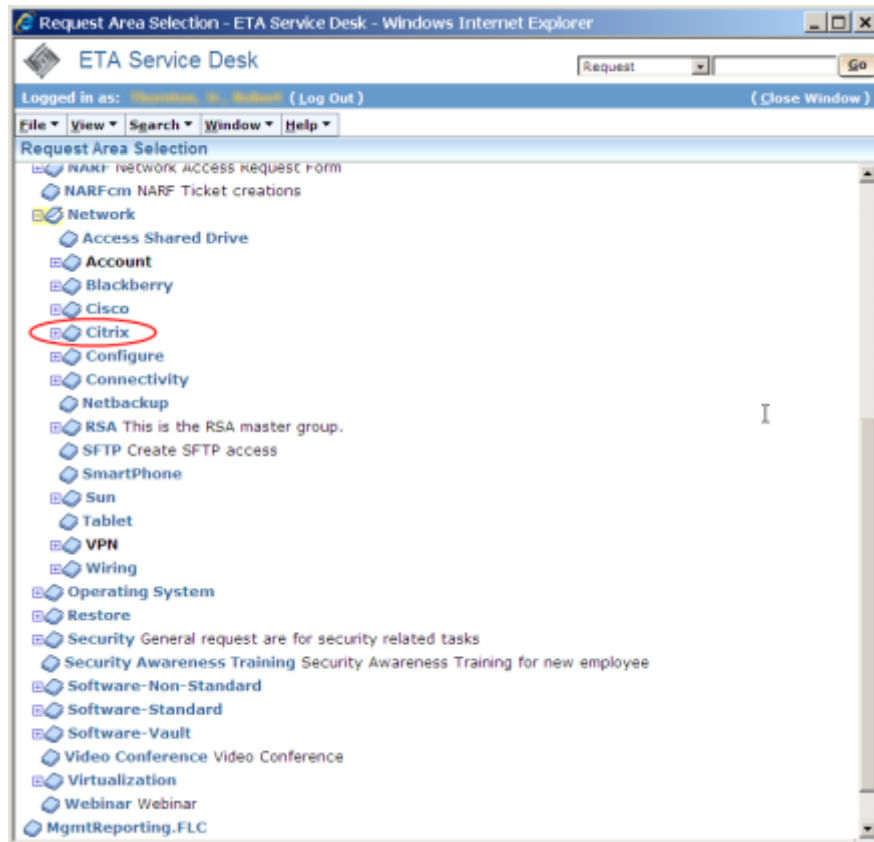 Request Area Selection - ETA Service Desk - Windows Internet Explorer
ETA Service Desk
Request
Go
Logged in as: (Log Out)
(Close Window)
File View Search Window Help
Request Area Selection
NARF Network Access Request Form
NARFcm NARF Ticket creations
Network
Access Shared Drive
Account
Blackberry
Cisco
Citrix
Configure
Connectivity
Netbackup
RSA This is the RSA master group.
SFTP Create SFTP access
SmartPhone
Sun
Tablet
VPN
Wiring
Operating System
Restore
Security General request are for security related tasks
Security Awareness Training Security Awareness Training for new employee
Software-Non-Standard
Software-Standard
Software-Vault
Video Conference Video Conference
Virtualization
Webinar Webinar
MgmtReporting.FLC